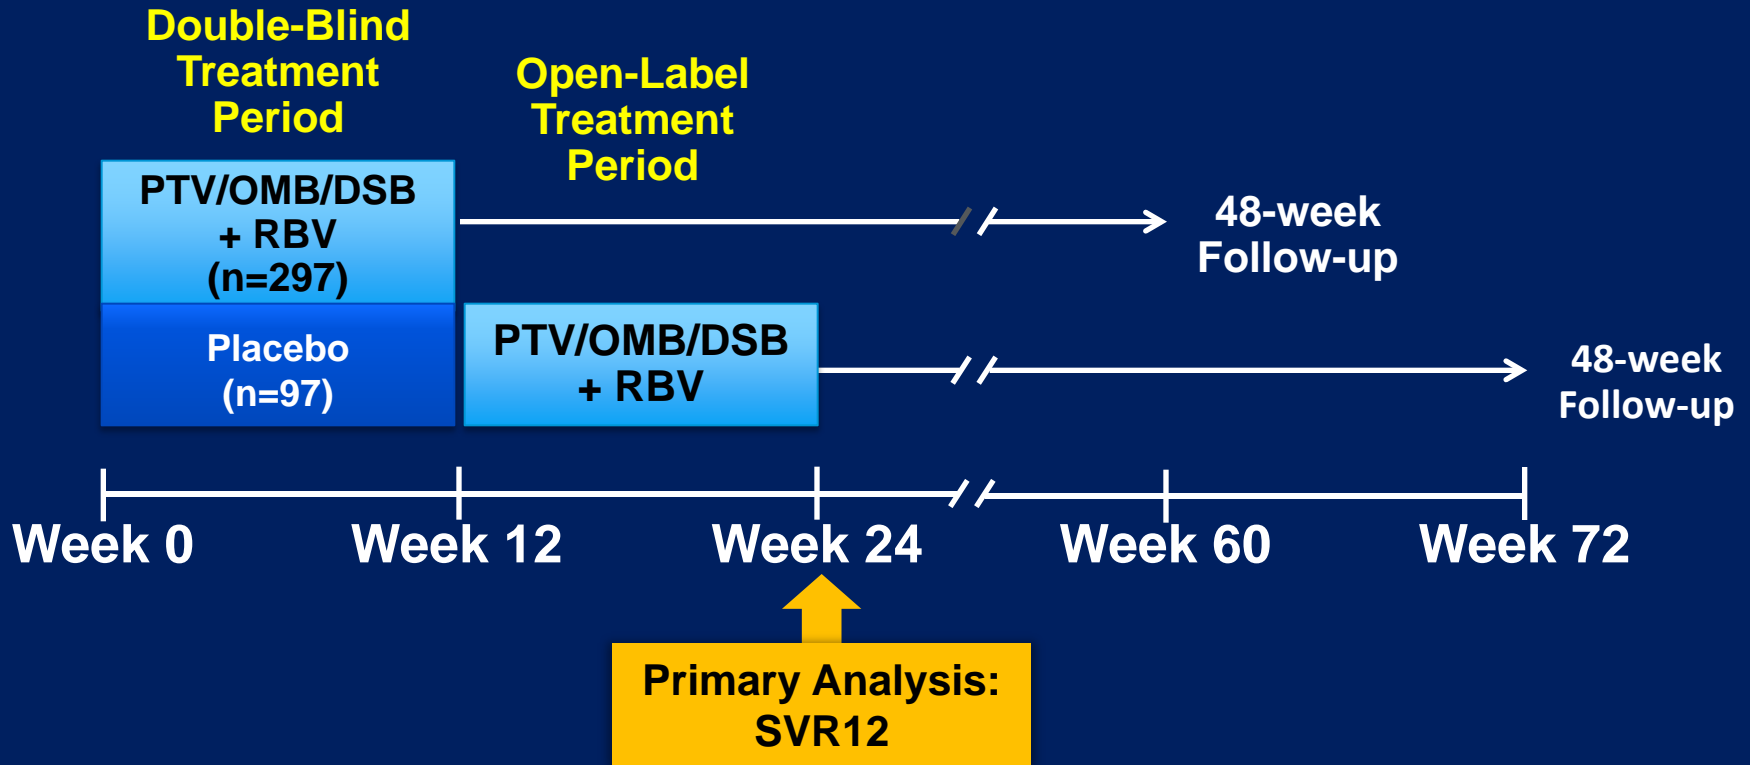 Double-Blind
Treatment
Period
Open-Label
Treatment
Period
PTV/OMB/DSB
+ RBV
(n=297)
48-week
Follow-up
Placebo
(n=97)
PTV/OMB/DSB
+ RBV
48-week
Follow-up
Week 0
Week 12
Week 24
Week 60
Week 72
Primary Analysis:
SVR12